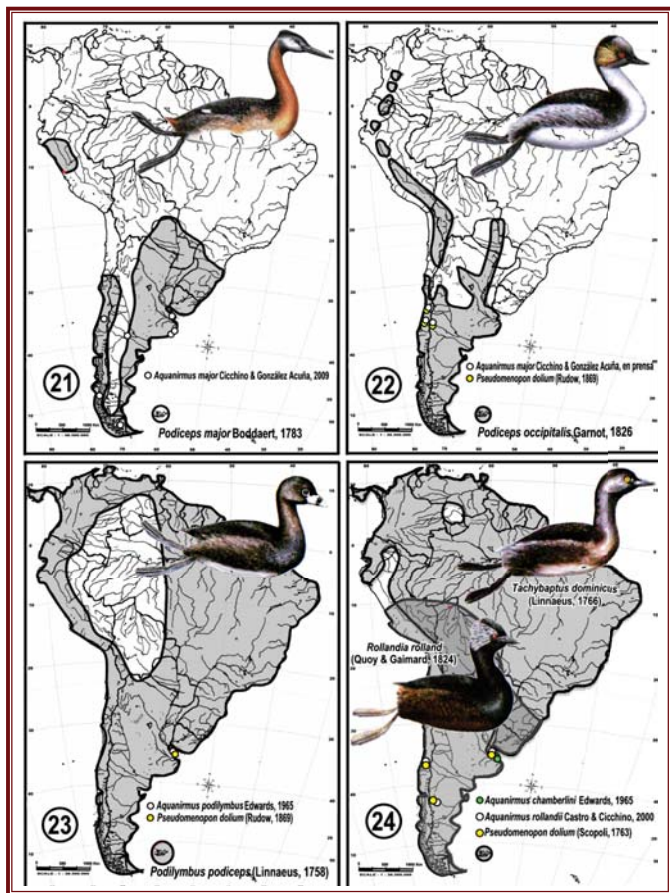 21
Aquanirmus major Cicchino & González Acuña, 2009
Podiceps major Boddaert, 1783
22
Aquanirmus major Cicchino & González Acuña, en prensa"
Pseudomenopon dolium (Rudow, 1869)
Podiceps occipitalis Garnot, 1826
23
Aquanirmus podilymbus Edwards, 1965
Pseudomenopon dolium (Rudow, 1869)
Podilymbus podiceps (Linnaeus, 1758)
Tachybaptus dominicus
(Linnaeus, 1766)
Rollandia rolland
(Quoy & Gaimard, 1824)
24
Aquanirmus chamberlini Edwards, 1965
Aquanirmus rollandii Castro & Cicchino, 2000
Pseudomenopon dolium (Scopoli, 1763)